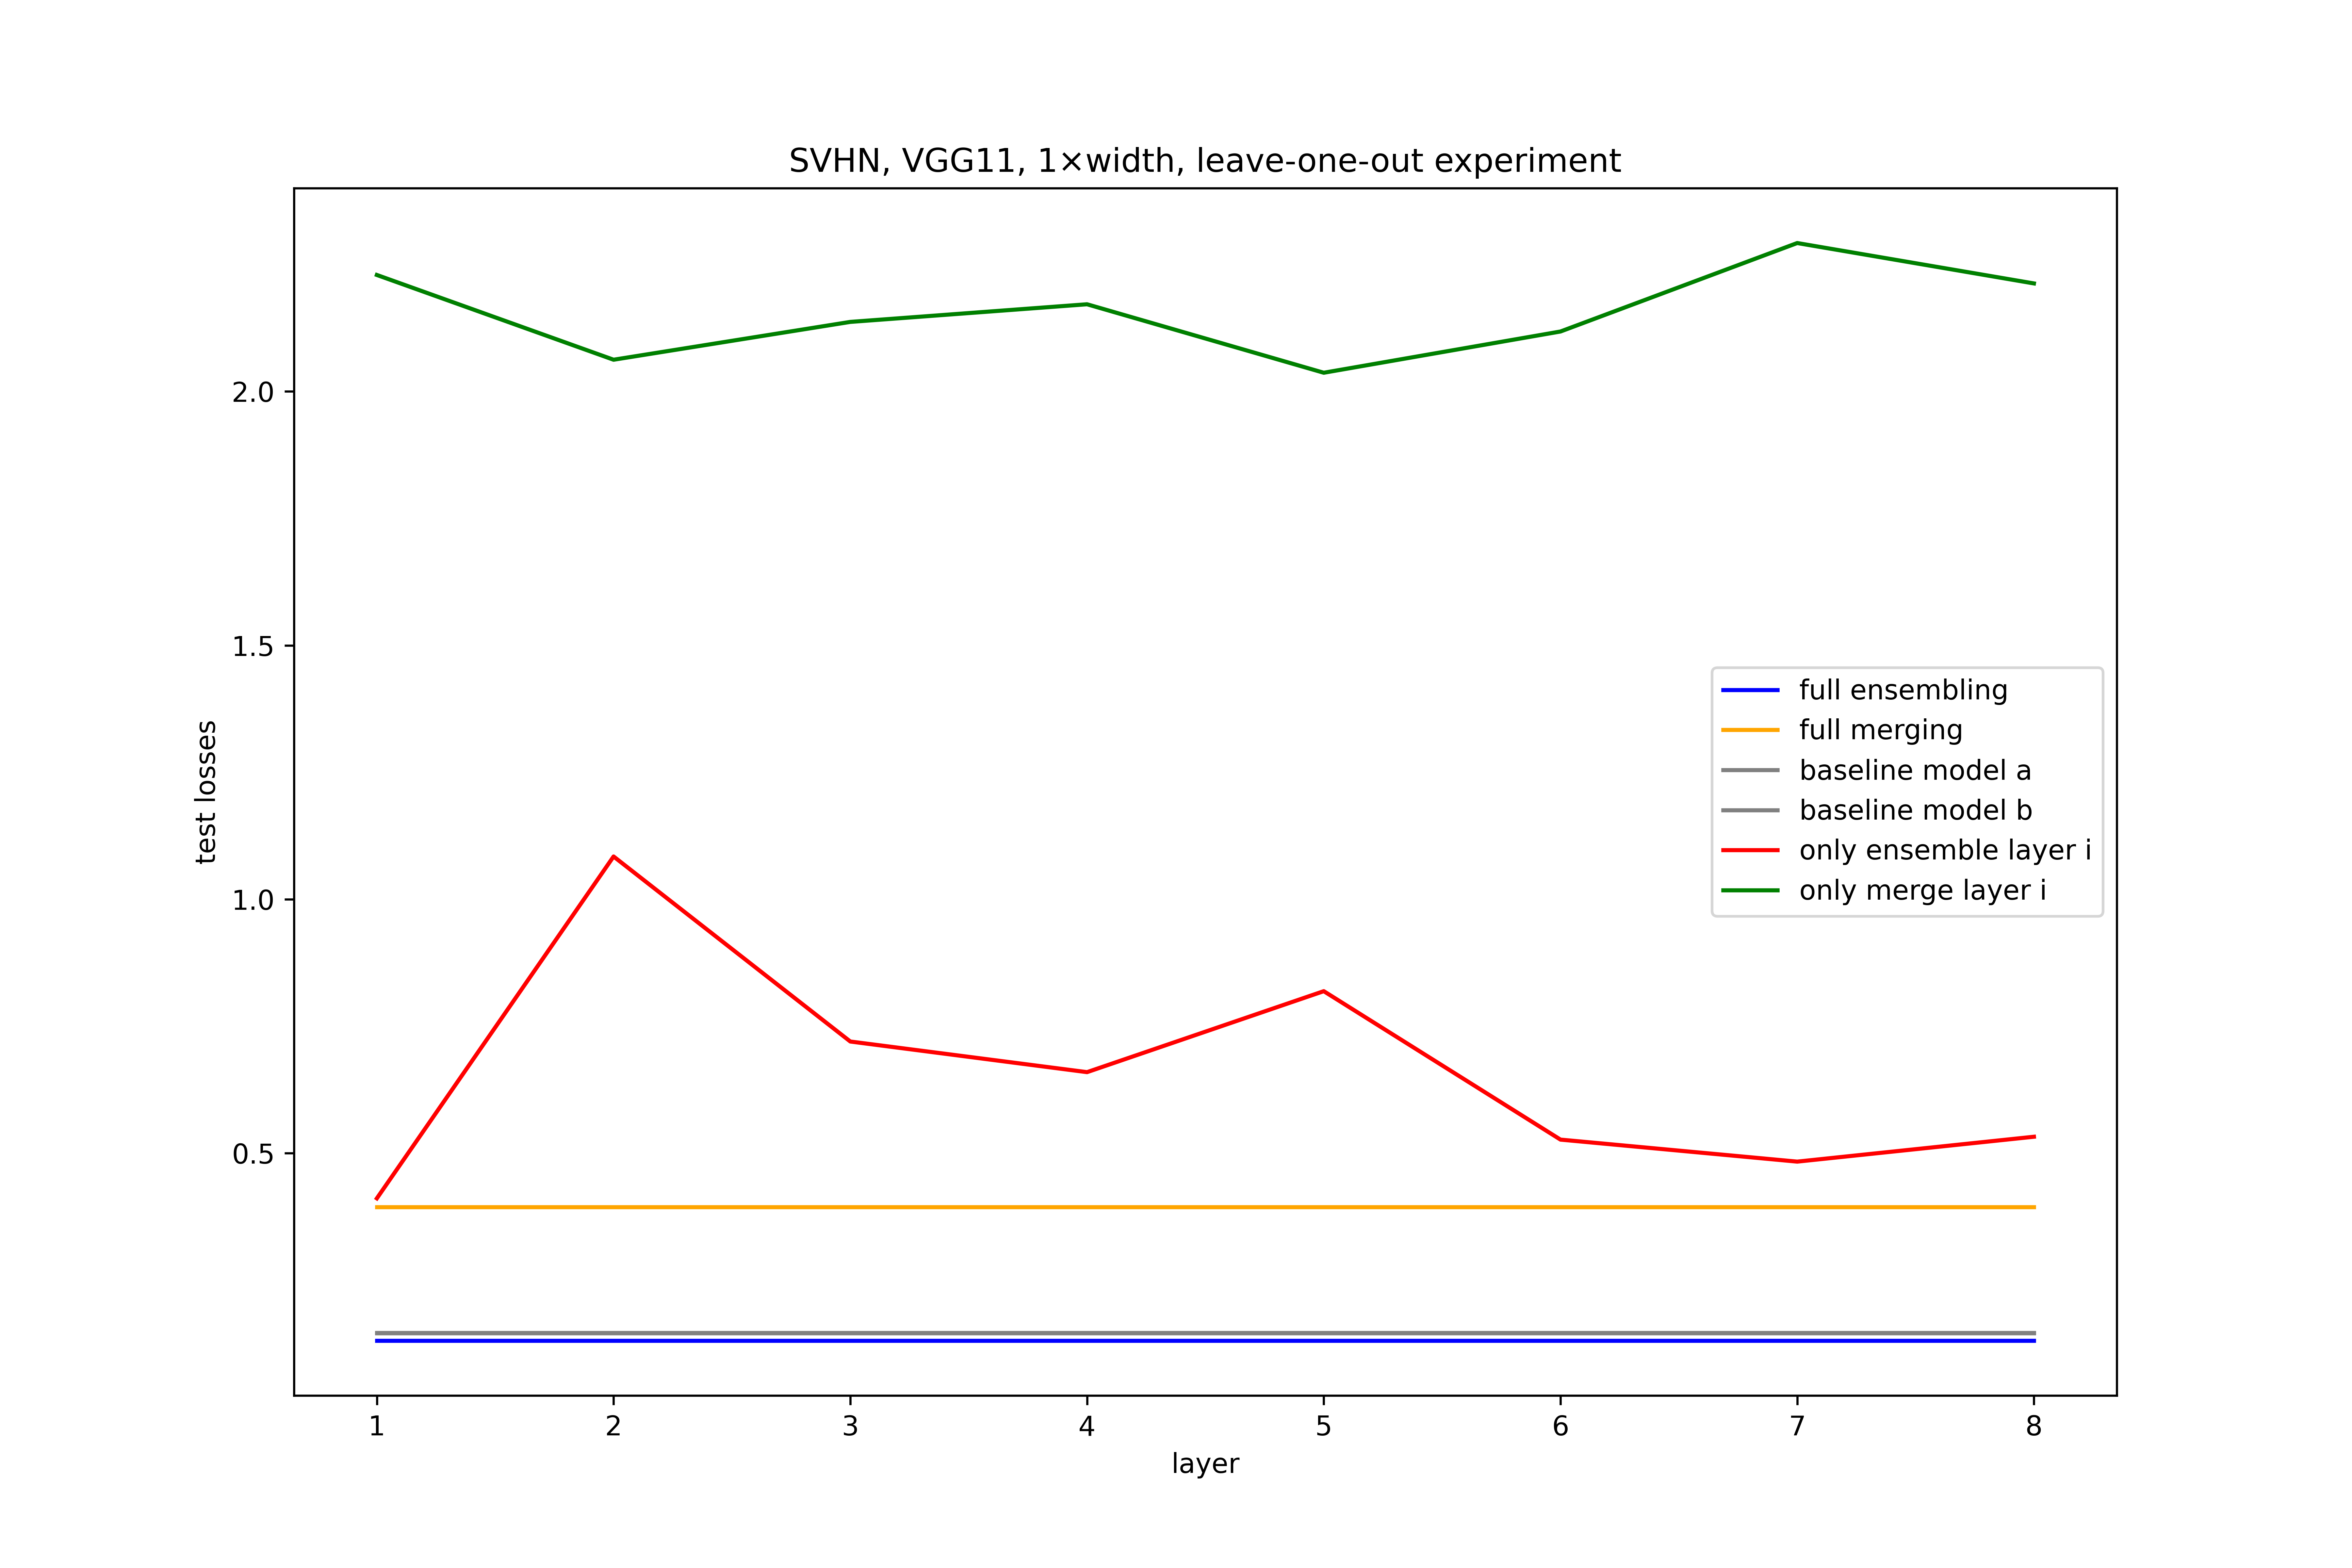 SVHN, VGG11, 1×width, leave-one-out experiment
2.0
1.5
1.0
0.5
test losses
full ensembling
full merging
baseline model a
baseline model b
only ensemble layer i
only merge layer i
1 2 3 4 5 6 7 8
layer